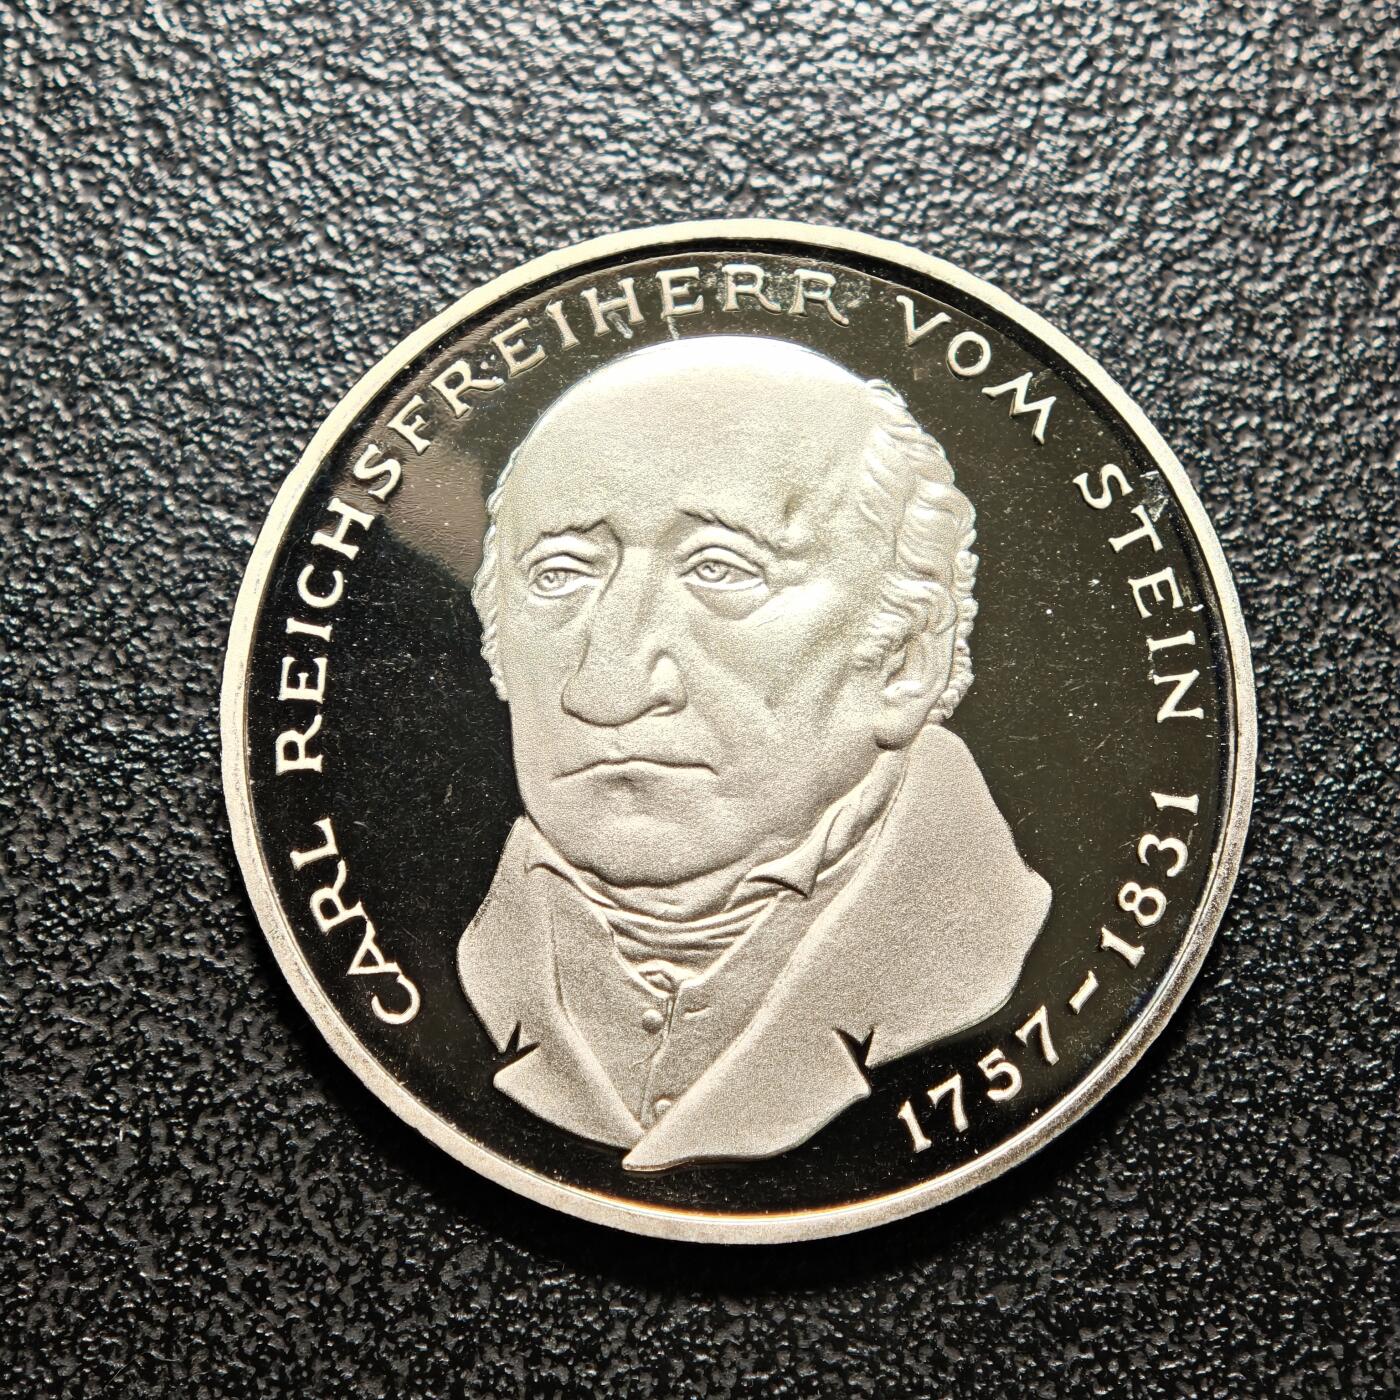 CARL REICHSFREIHERR VOM STEIN 1757-1831